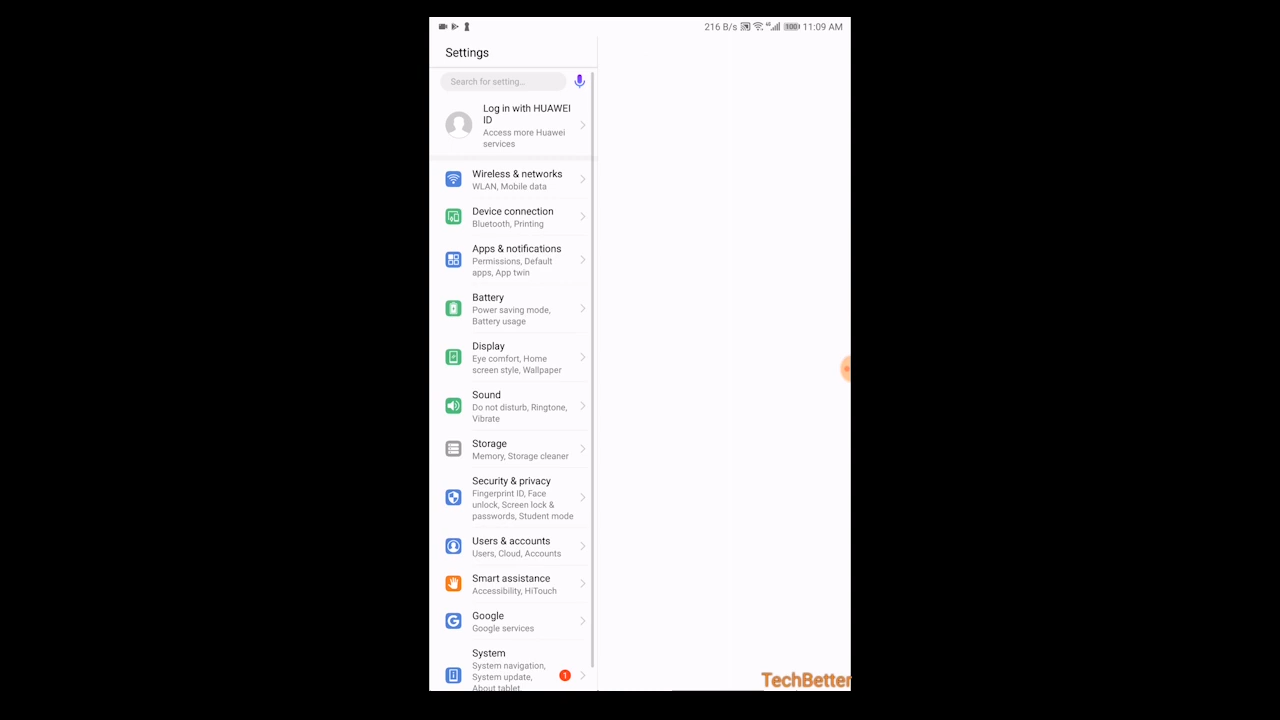 216 B/s 4G 100 11:09 AM
Settings
Search for setting...
Log in with HUAWEI
ID
Access more Huawei
services
Wireless & networks
WLAN, Mobile data
Device connection
Bluetooth, Printing
Apps & notifications
Permissions, Default
apps, App twin
Battery
Power saving mode,
Battery usage
Display
Eye comfort, Home
screen style, Wallpaper
Sound
Do not disturb, Ringtone,
Vibrate
Storage
Memory, Storage cleaner
Security & privacy
Fingerprint ID, Face
unlock, Screen lock &
passwords, Student mode
Users & accounts
Users, Cloud, Accounts
Smart assistance
Accessibility, HiTouch
Google
Google services
System
System navigation,
System update,
About tablet
1
TechBetter